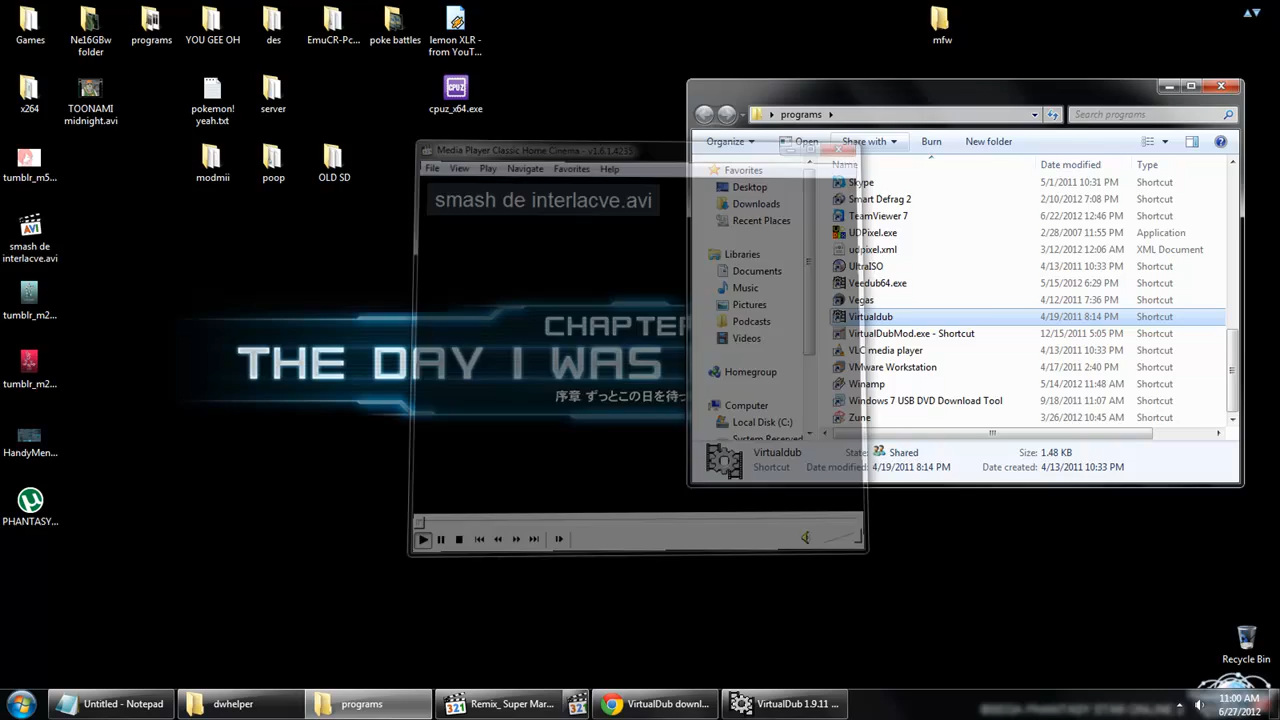 Games
Ne16GBw
folder
programs
YOU GEE OH
des
EmuCR-Pc...
poke battles
lemon XLR -
from YouT...
mfw
x264
TOONAMI
midnight.avi
pokemon!
yeah.txt
server
cpuz_x64.exe
tumblr_m5...
modmii
poop
OLD SD
smash de
interlacve.avi
tumblr_m2...
tumblr_m2...
HandyMen...
PHANTASY...
Media Player Classic Home Cinema - v1.6.1.4235
File View Play Navigate Favorites Help
smash de interlacve.avi
CHAPTER
THE DAY I WAS
序章 ずっとこの日を待っ
programs
Search programs
Organize
Open
Share with
Burn
New folder
Favorites
Desktop
Downloads
Recent Places
Libraries
Documents
Music
Pictures
Podcasts
Videos
Homegroup
Computer
Local Disk (C:)
System Reserved
Name Date modified Type
Skype 5/1/2011 10:31 PM Shortcut
Smart Defrag 2 2/10/2012 7:08 PM Shortcut
TeamViewer 7 6/22/2012 12:46 PM Shortcut
UDPixel.exe 2/28/2007 11:55 PM Application
udpixel.xml 3/12/2012 12:06 AM XML Document
UltraISO 4/13/2011 10:33 PM Shortcut
Veedub64.exe 5/15/2012 6:29 PM Shortcut
Vegas 4/12/2011 7:36 PM Shortcut
Virtualdub 4/19/2011 8:14 PM Shortcut
VirtualDubMod.exe - Shortcut 12/15/2011 5:05 PM Shortcut
VLC media player 4/13/2011 10:33 PM Shortcut
VMware Workstation 4/17/2011 2:40 PM Shortcut
Winamp 5/14/2012 11:48 AM Shortcut
Windows 7 USB DVD Download Tool 9/18/2011 11:07 AM Shortcut
Zune 3/26/2012 10:45 AM Shortcut
Virtualdub State: Shared Size: 1.48 KB
Shortcut Date modified: 4/19/2011 8:14 PM Date created: 4/13/2011 10:33 PM
Recycle Bin
Untitled - Notepad
dwhelper
programs
321
Remix_ Super Mar...
321
VirtualDub downl...
VirtualDub 1.9.11 ...
11:00 AM
6/27/2012